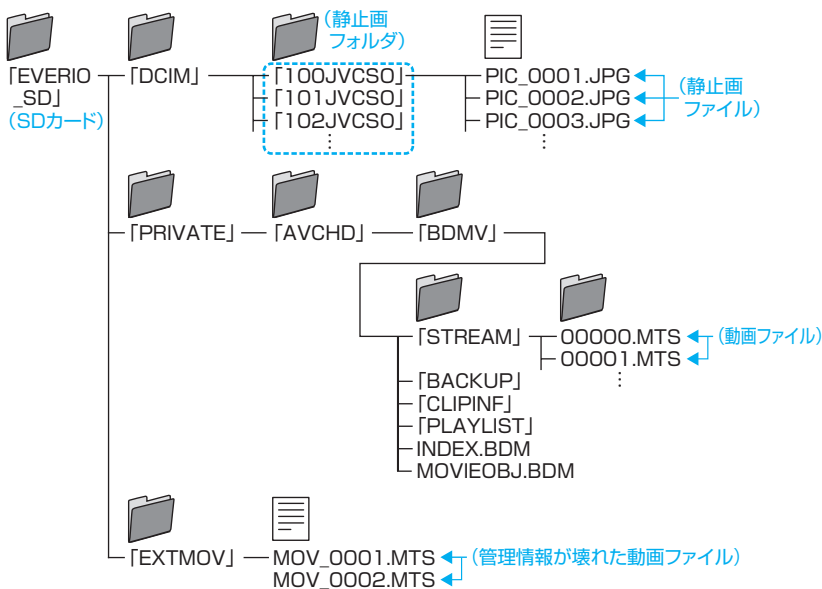 （静止画
フォルダ）
「EVERIO
_SD」
（SDカード）
「DCIM」
「100JVCSO」
「101JVCSO」
「102JVCSO」
⋮
PIC_0001.JPG
PIC_0002.JPG
PIC_0003.JPG
⋮
（静止画
ファイル）
「PRIVATE」
「AVCHD」
「BDMV」
「STREAM」
00000.MTS
00001.MTS
⋮
（動画ファイル）
「BACKUP」
「CLIPINF」
「PLAYLIST」
INDEX.BDM
MOVIEOBJ.BDM
「EXTMOV」
MOV_0001.MTS
MOV_0002.MTS
（管理情報が壊れた動画ファイル）